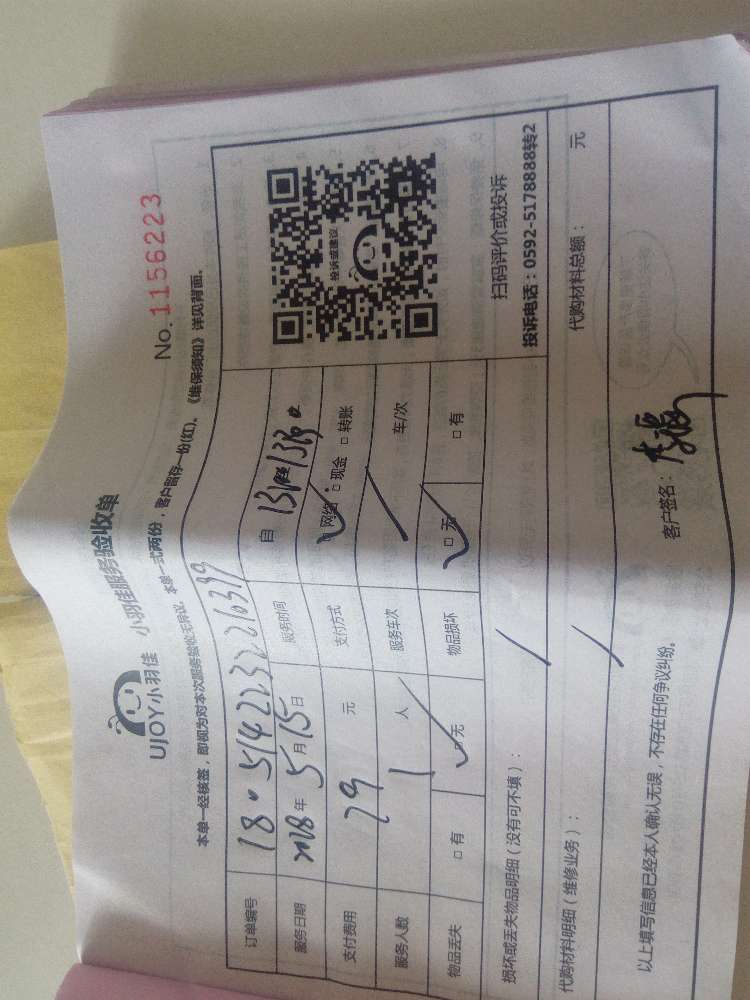 UJOY小羽佳 小羽佳服务验收单
No.1156223
本单一经核签，即视为对本次服务验收无异议。本单一式两份，客户留存一份(红)。《维保须知》详见背面。
订单编号
服务日期 2018年5月15日 服务时间 自
支付费用 79元 支付方式 网络 □现金 □转账
服务人数 1人 服务车次 / 车/次
物品丢失 □有 □无 物品损坏 □无 □有
投诉或建议
扫码评价或投诉
投诉电话：0592-5178888转2
损坏或丢失物品明细（没有可不填）： /
代购材料明细（维修业务）： / 代购材料总额： 元
以上填写信息已经本人确认无误，不存在任何争议纠纷。 客户签名：